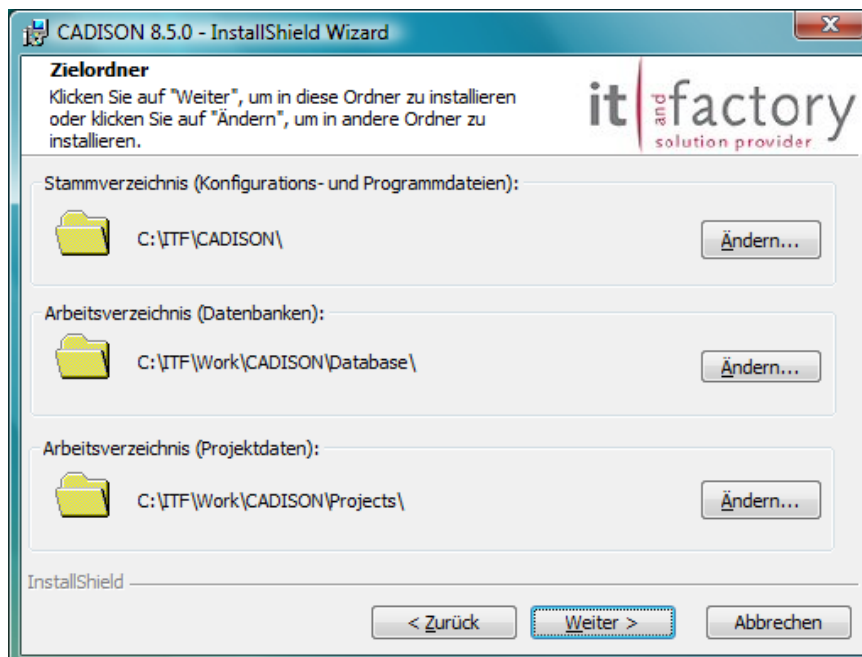 CADISON 8.5.0 - InstallShield Wizard
Zielordner
Klicken Sie auf "Weiter", um in diese Ordner zu installieren
oder klicken Sie auf "Ändern", um in andere Ordner zu
installieren.
it and factory
solution provider
Stammverzeichnis (Konfigurations- und Programmdateien):
C:\ITF\CADISON\
Ändern...
Arbeitsverzeichnis (Datenbanken):
C:\ITF\Work\CADISON\Database\
Ändern...
Arbeitsverzeichnis (Projektdaten):
C:\ITF\Work\CADISON\Projects\
Ändern...
InstallShield
< Zurück
Weiter >
Abbrechen